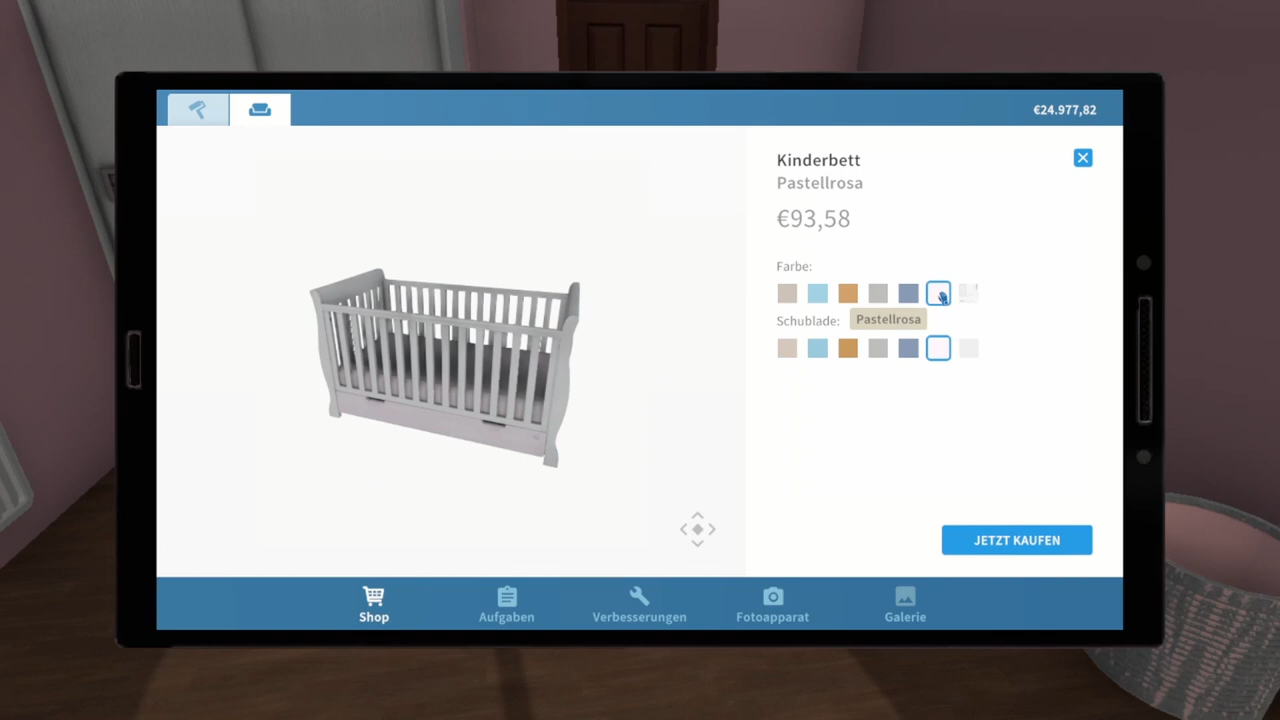 €24.977,82
Kinderbett
Pastellrosa
€93,58
Farbe:
Schublade:
Pastellrosa
JETZT KAUFEN
Shop
Aufgaben
Verbesserungen
Fotoapparat
Galerie